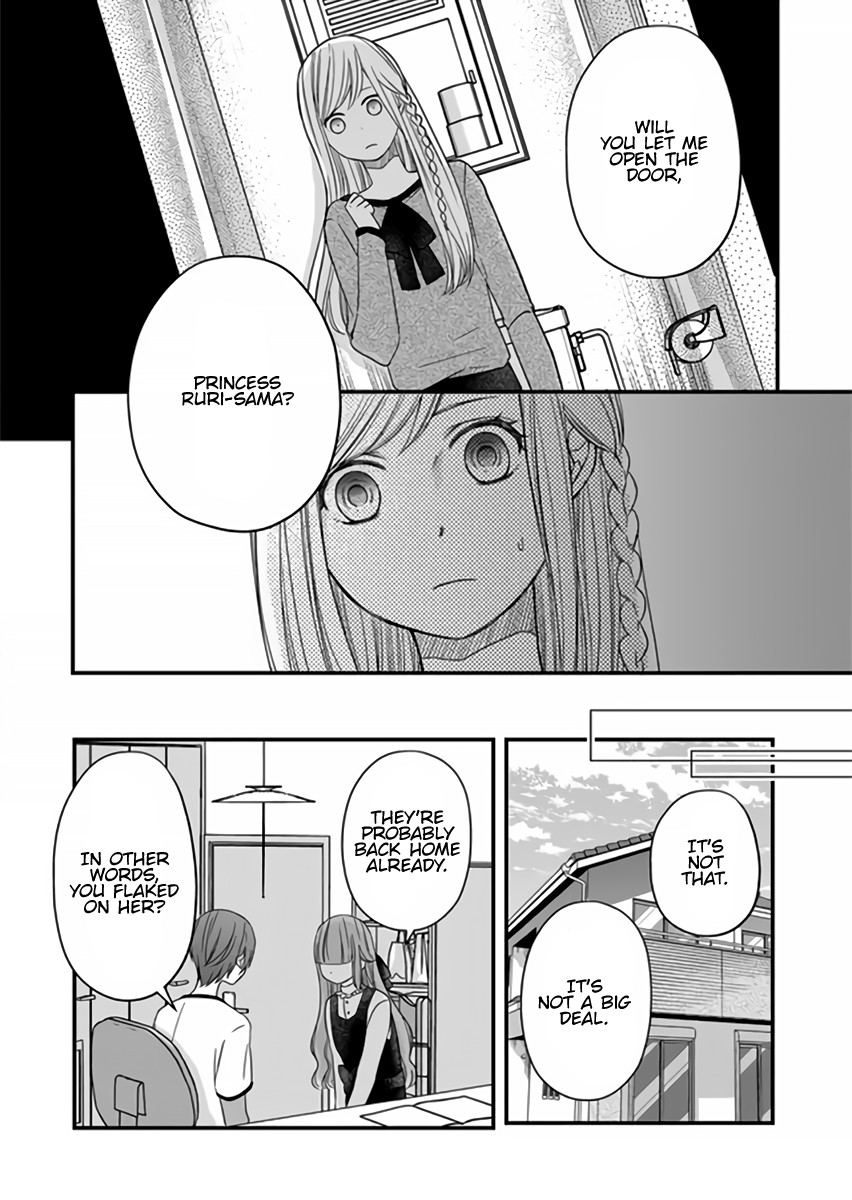 WILL
YOU LET ME
OPEN THE
DOOR,
PRINCESS
RURI-SAMA?
IT'S
NOT
THAT.
IT'S
NOT A BIG
DEAL.
THEY'RE
PROBABLY
BACK HOME
ALREADY.
IN OTHER
WORDS,
YOU FLAKED
ON HER?